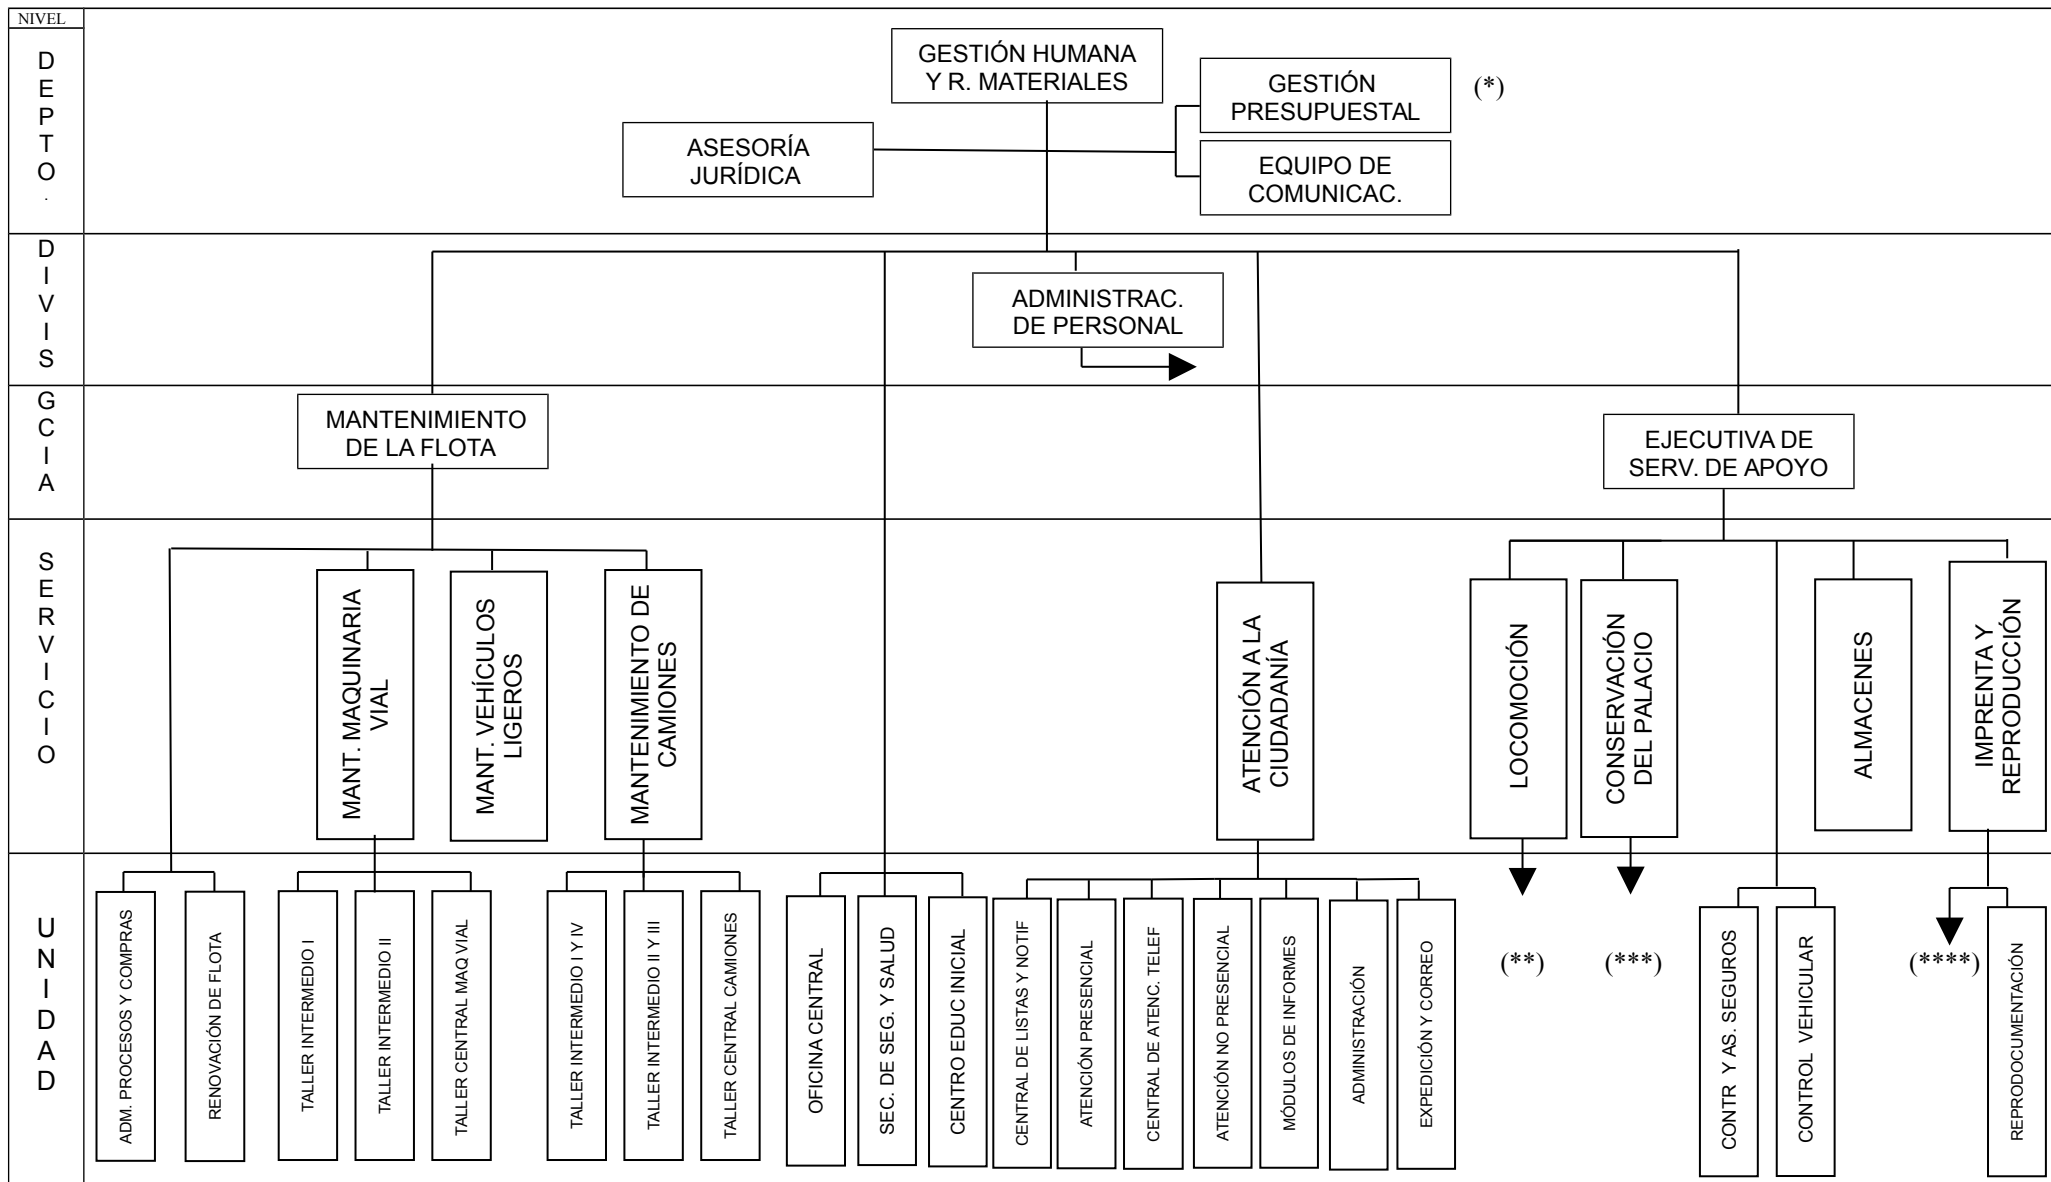 NIVEL
D
E
P
T
O
.
GESTIÓN HUMANA
Y R. MATERIALES
GESTIÓN
PRESUPUESTAL
(*)
ASESORÍA
JURÍDICA
EQUIPO DE
COMUNICAC.
D
I
V
I
S
ADMINISTRAC.
DE PERSONAL
G
C
I
A
MANTENIMIENTO
DE LA FLOTA
EJECUTIVA DE
SERV. DE APOYO
S
E
R
V
I
C
I
O
MANT. MAQUINARIA
VIAL
MANT. VEHÍCULOS
LIGEROS
MANTENIMIENTO DE
CAMIONES
ATENCIÓN A LA
CIUDADANÍA
LOCOMOCIÓN
CONSERVACIÓN
DEL PALACIO
ALMACENES
IMPRENTA Y
REPRODUCCIÓN
U
N
I
D
A
D
ADM. PROCESOS Y COMPRAS
RENOVACIÓN DE FLOTA
TALLER INTERMEDIO I
TALLER INTERMEDIO II
TALLER CENTRAL MAQ VIAL
TALLER INTERMEDIO I Y IV
TALLER INTERMEDIO II Y III
TALLER CENTRAL CAMIONES
OFICINA CENTRAL
SEC. DE SEG. Y SALUD
CENTRO EDUC INICIAL
CENTRAL DE LISTAS Y NOTIF
ATENCIÓN PRESENCIAL
CENTRAL DE ATENC. TELEF
ATENCIÓN NO PRESENCIAL
MÓDULOS DE INFORMES
ADMINISTRACIÓN
EXPEDICIÓN Y CORREO
(**)
(***)
CONTR Y AS. SEGUROS
CONTROL VEHICULAR
(****)
REPRODOCUMENTACIÓN